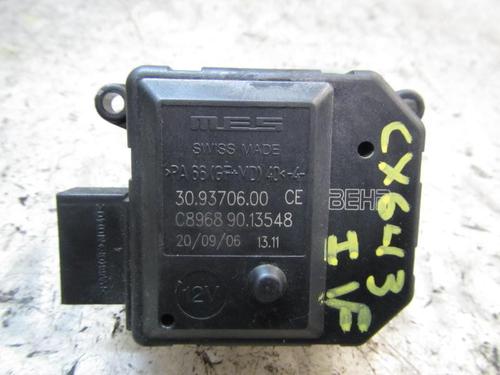 MES
SWISS MADE
>PA 66 (GF+MD) 40<-4-
30.93706.00 CE
C8968 90.13548
20/09/06 13.11
12V
BEHR
CX643
IF